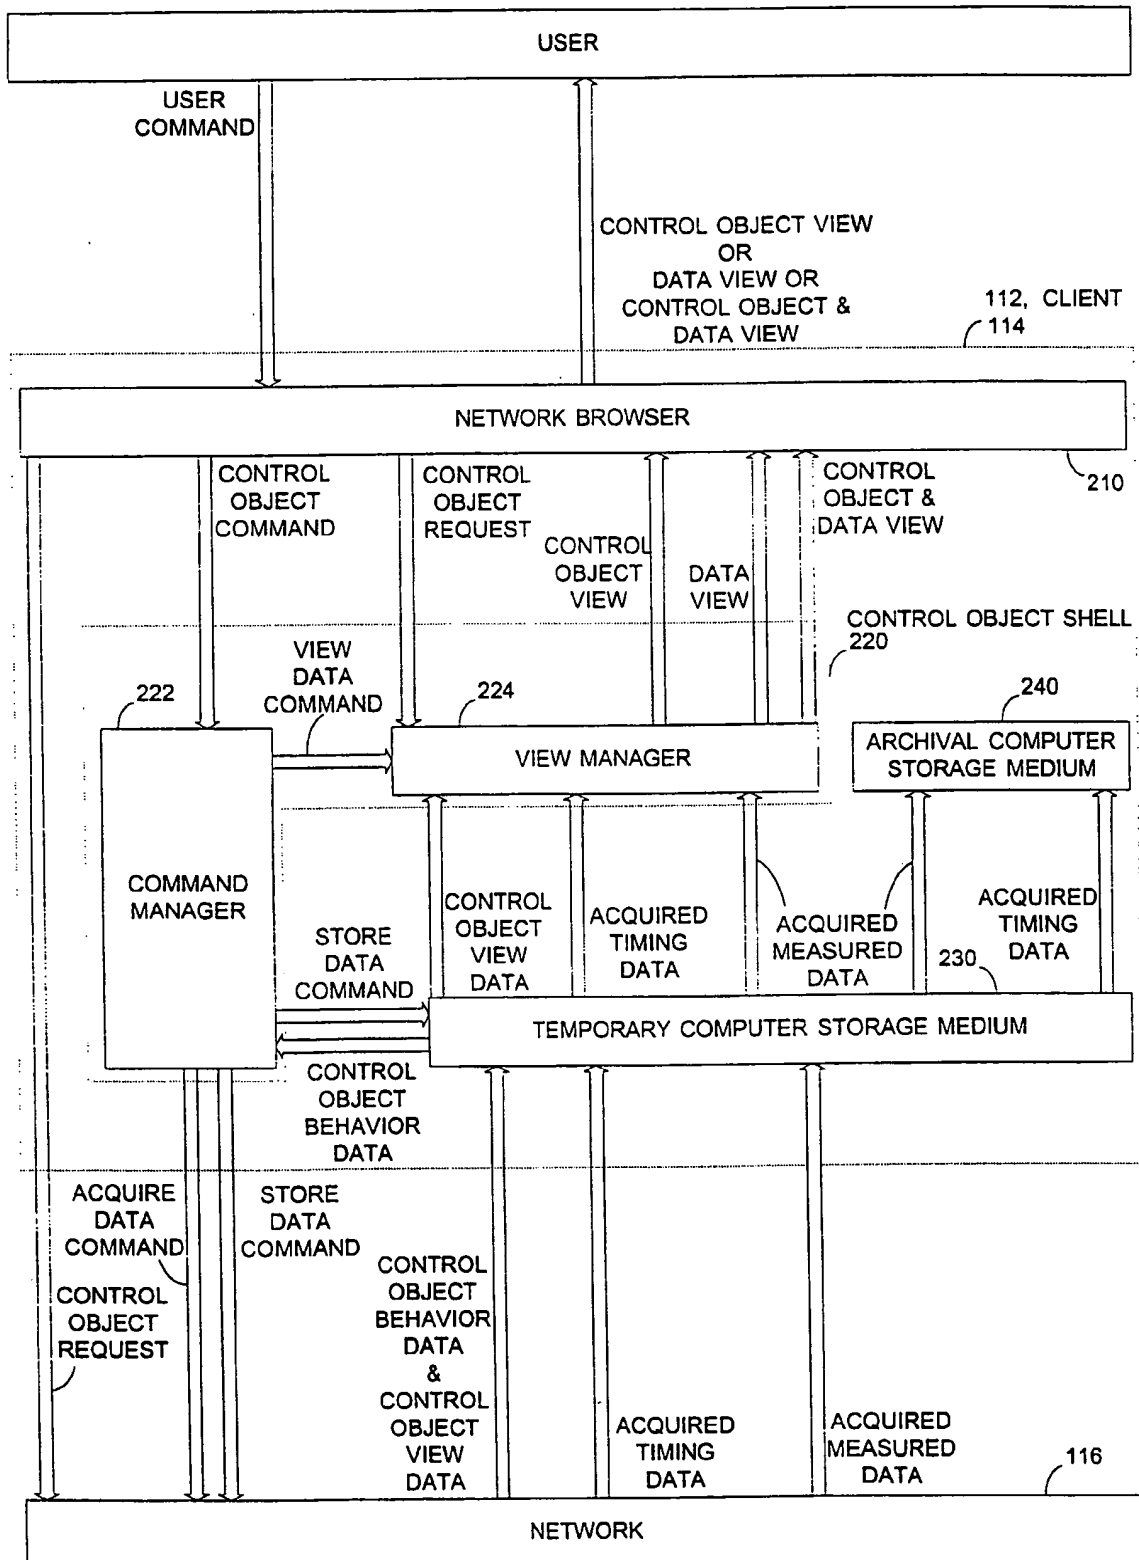 USER
USER
COMMAND
CONTROL OBJECT VIEW
OR
DATA VIEW OR
CONTROL OBJECT &
DATA VIEW
112, CLIENT
114
NETWORK BROWSER
210
CONTROL
OBJECT
COMMAND
CONTROL
OBJECT
REQUEST
CONTROL
OBJECT
VIEW
DATA
VIEW
CONTROL
OBJECT &
DATA VIEW
CONTROL OBJECT SHELL
220
VIEW
DATA
COMMAND
222
224
240
VIEW MANAGER
ARCHIVAL COMPUTER
STORAGE MEDIUM
COMMAND
MANAGER
STORE
DATA
COMMAND
CONTROL
OBJECT
VIEW
DATA
ACQUIRED
TIMING
DATA
ACQUIRED
MEASURED
DATA
ACQUIRED
TIMING
DATA
230
TEMPORARY COMPUTER STORAGE MEDIUM
CONTROL
OBJECT
BEHAVIOR
DATA
ACQUIRE
DATA
COMMAND
STORE
DATA
COMMAND
CONTROL
OBJECT
REQUEST
CONTROL
OBJECT
BEHAVIOR
DATA
&
CONTROL
OBJECT
VIEW
DATA
ACQUIRED
TIMING
DATA
ACQUIRED
MEASURED
DATA
116
NETWORK